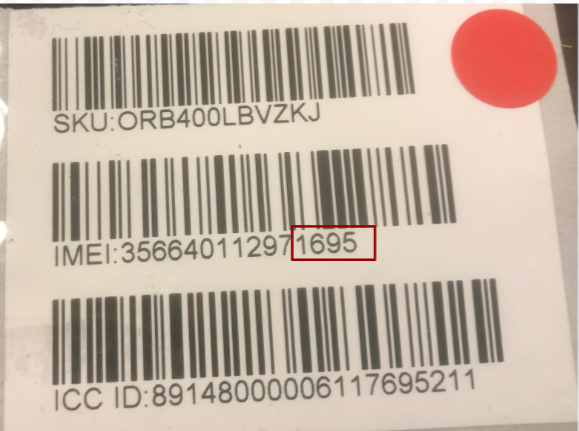 SKU:ORB400LBVZKJ
IMEI:356640112971695
ICC ID:89148000006117695211